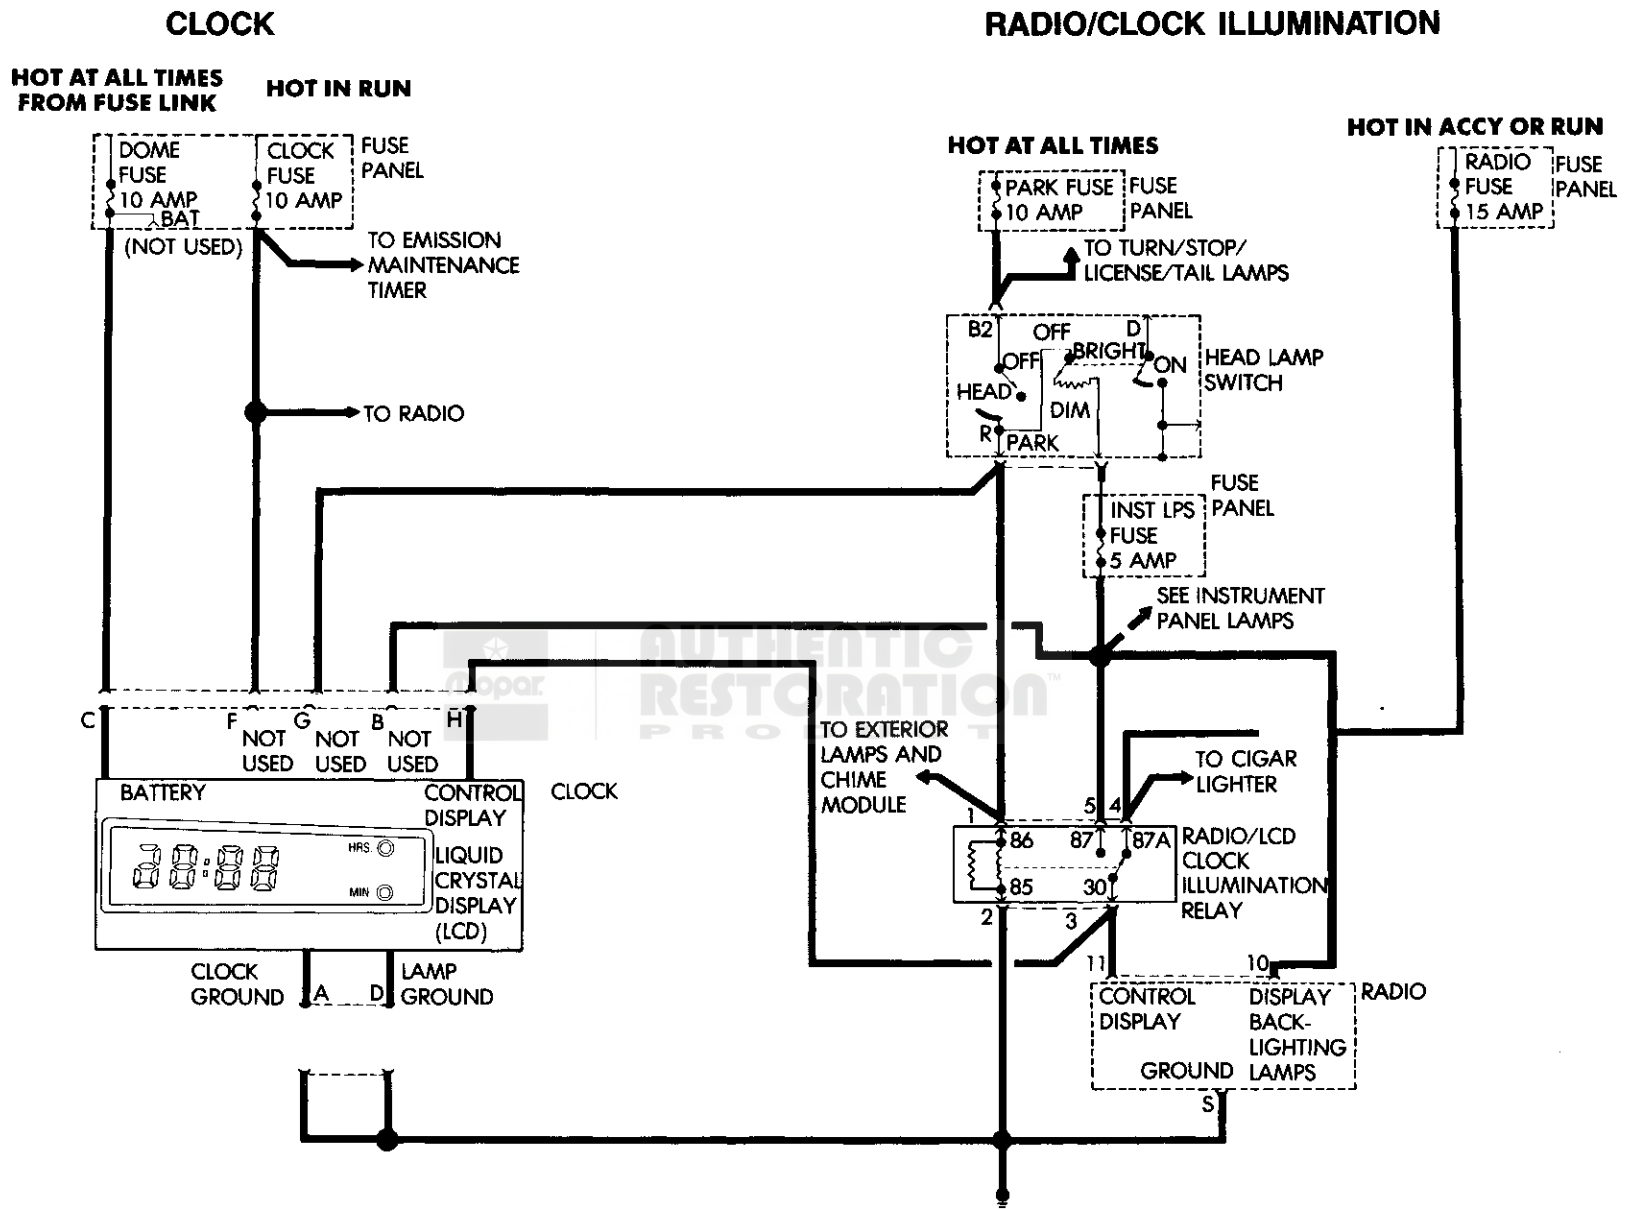 CLOCK
RADIO/CLOCK ILLUMINATION
HOT AT ALL TIMES
FROM FUSE LINK
HOT IN RUN
DOME
FUSE
10 AMP
BAT
(NOT USED)
CLOCK
FUSE
10 AMP
FUSE
PANEL
TO EMISSION
MAINTENANCE
TIMER
TO RADIO
HOT AT ALL TIMES
PARK FUSE
10 AMP
FUSE
PANEL
HOT IN ACCY OR RUN
RADIO
FUSE
15 AMP
FUSE
PANEL
TO TURN/STOP/
LICENSE/TAIL LAMPS
B2
OFF
D
OFF
BRIGHT
ON
HEAD
DIM
R
PARK
HEAD LAMP
SWITCH
FUSE
PANEL
INST LPS
FUSE
5 AMP
SEE INSTRUMENT
PANEL LAMPS
Mopar
AUTHENTIC
RESTORATION™
PRODUCT
C
F
G
B
H
NOT
USED
NOT
USED
NOT
USED
BATTERY
CONTROL
DISPLAY
CLOCK
HRS.
MIN
LIQUID
CRYSTAL
DISPLAY
(LCD)
CLOCK
GROUND
A
D
LAMP
GROUND
TO EXTERIOR
LAMPS AND
CHIME
MODULE
TO CIGAR
LIGHTER
1
5
4
86
87
87A
85
30
2
3
RADIO/LCD
CLOCK
ILLUMINATION
RELAY
11
10
CONTROL
DISPLAY
DISPLAY
BACK-
LIGHTING
LAMPS
GROUND
RADIO
S